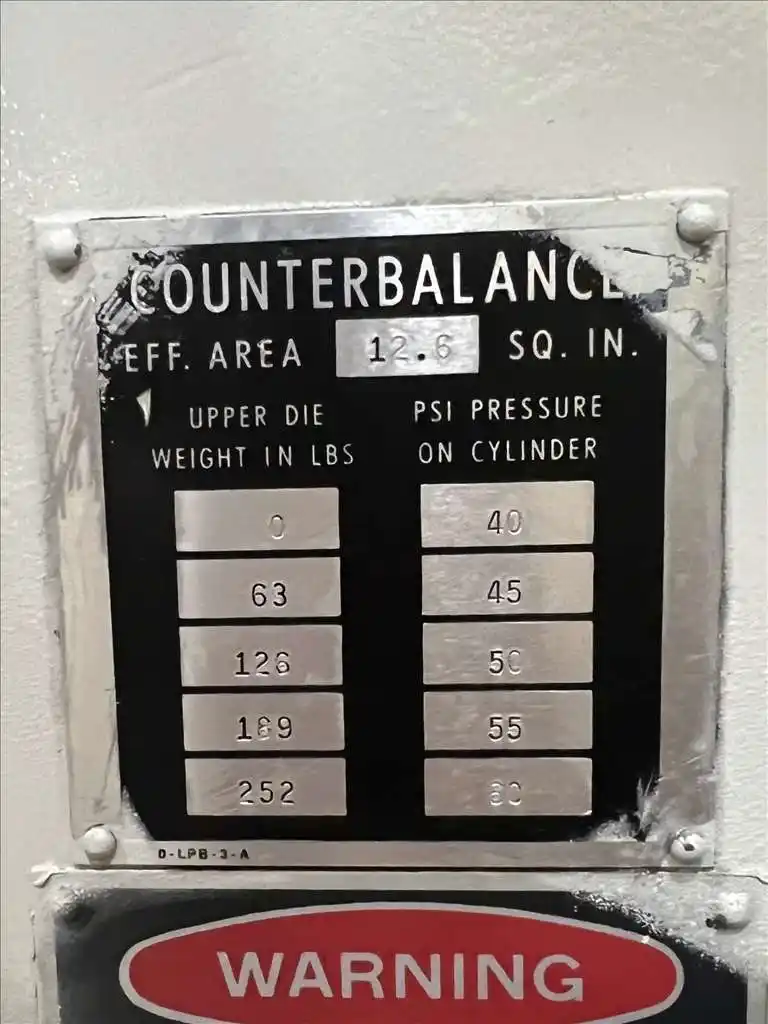 COUNTERBALANCE
EFF. AREA 12.6 SQ. IN.
UPPER DIE WEIGHT IN LBS PSI PRESSURE ON CYLINDER
0 40
63 45
126 50
189 55
252 60
D-LPB-3-A
WARNING